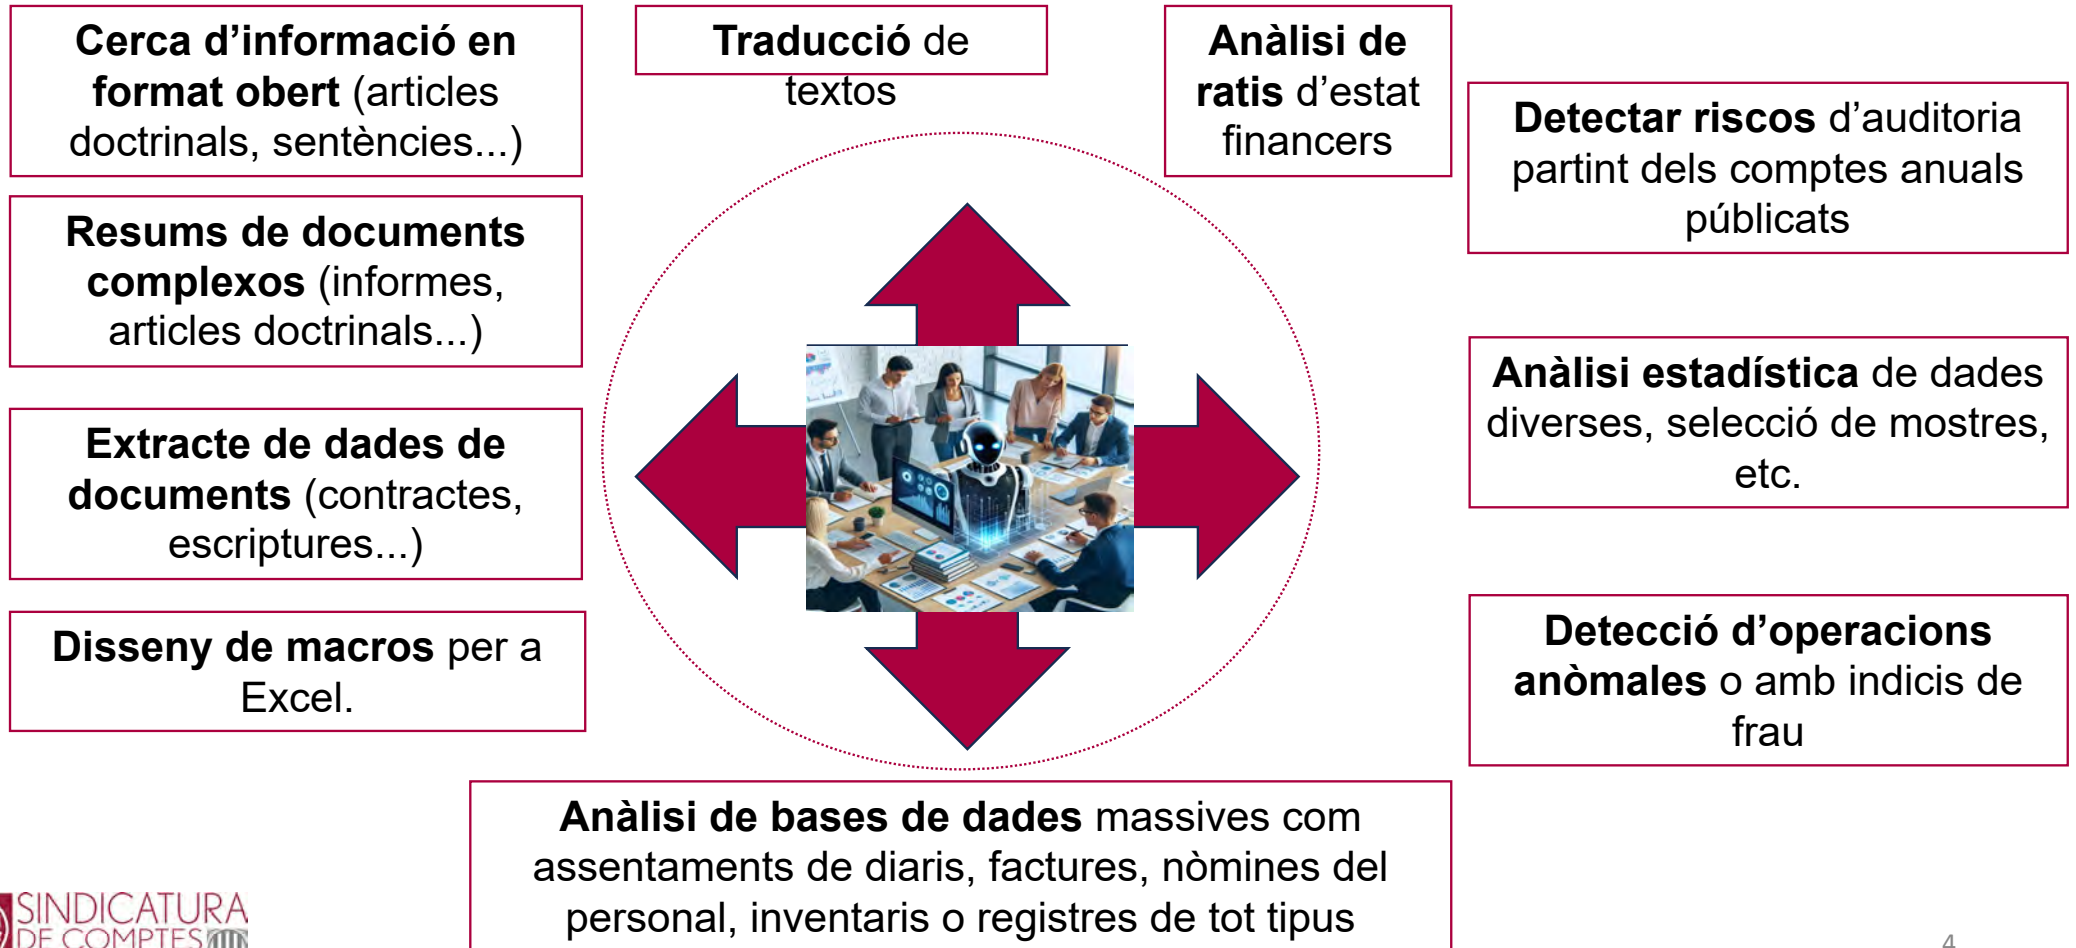 Cerca d’informació en
format obert (articles
doctrinals, sentències...)
Traducció de
textos
Anàlisi de
ratis d’estat
financers
Detectar riscos d’auditoria
partint dels comptes anuals
públicats
Resums de documents
complexos (informes,
articles doctrinals...)
Anàlisi estadística de dades
diverses, selecció de mostres,
etc.
Extracte de dades de
documents (contractes,
escriptures...)
Detecció d’operacions
anòmales o amb indicis de
frau
Disseny de macros per a
Excel.
Anàlisi de bases de dades massives com
assentaments de diaris, factures, nòmines del
personal, inventaris o registres de tot tipus
SINDICATURA
DE COMPTES
4